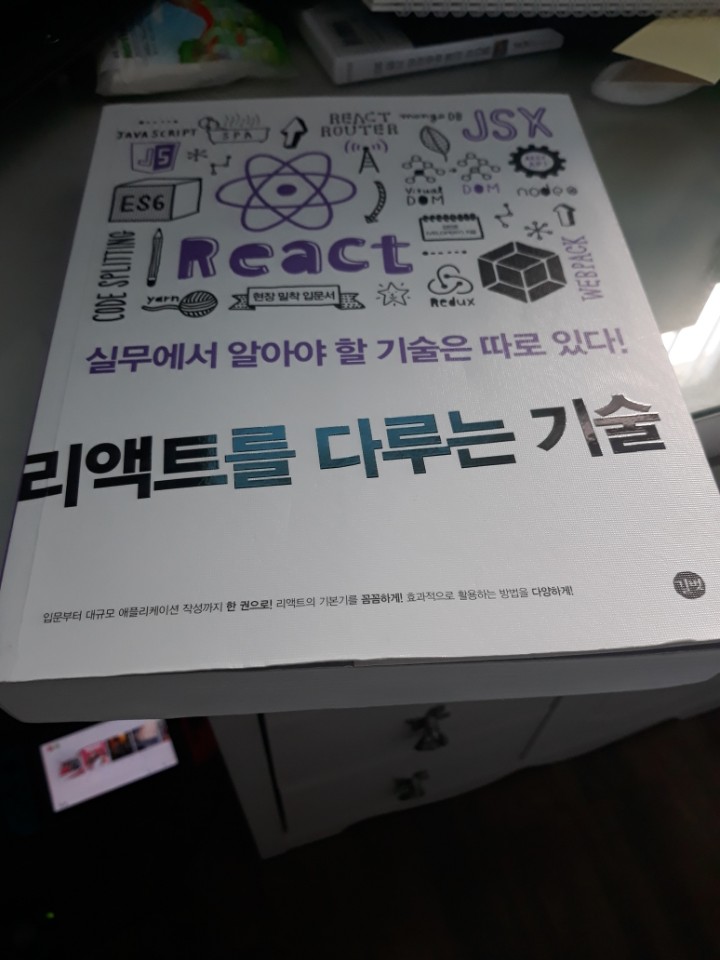 JAVASCRIPT
SPA
REACT ROUTER
mongoDB
JSX
JS
ES6
Virtual DOM
DOM
node
CODE SPLITTING
React
WEBPACK
yarn
현장 밀착 입문서
Redux
실무에서 알아야 할 기술은 따로 있다!
리액트를 다루는 기술
입문부터 대규모 애플리케이션 작성까지 한 권으로! 리액트의 기본기를 꼼꼼하게! 효과적으로 활용하는 방법을 다양하게!
길벗